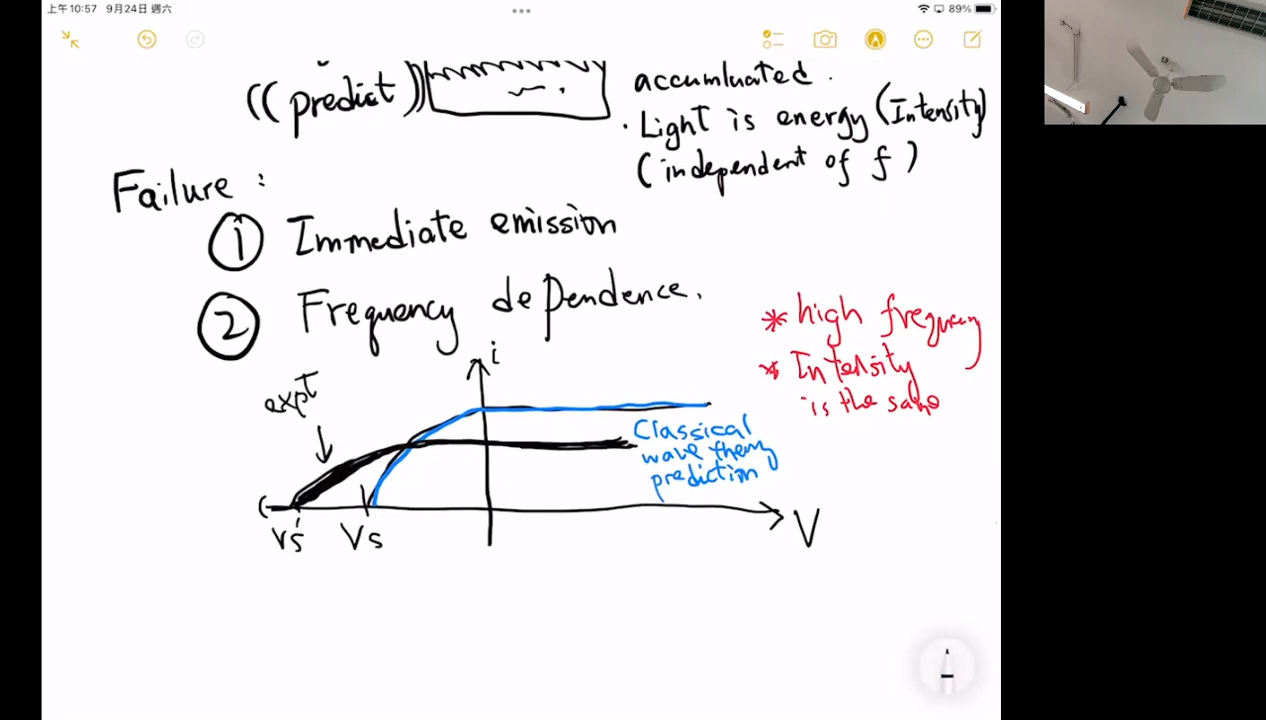 上午10:57 9月24日 週六
89%
((predict))
accumluated.
· Light is energy (Intensity)
(independent of f)
Failure:
① Immediate emission
② Frequency dependence.
* high frequency
* Intensity
is the same
i
expt
Classical
wave theory
prediction
Vs'
Vs
V